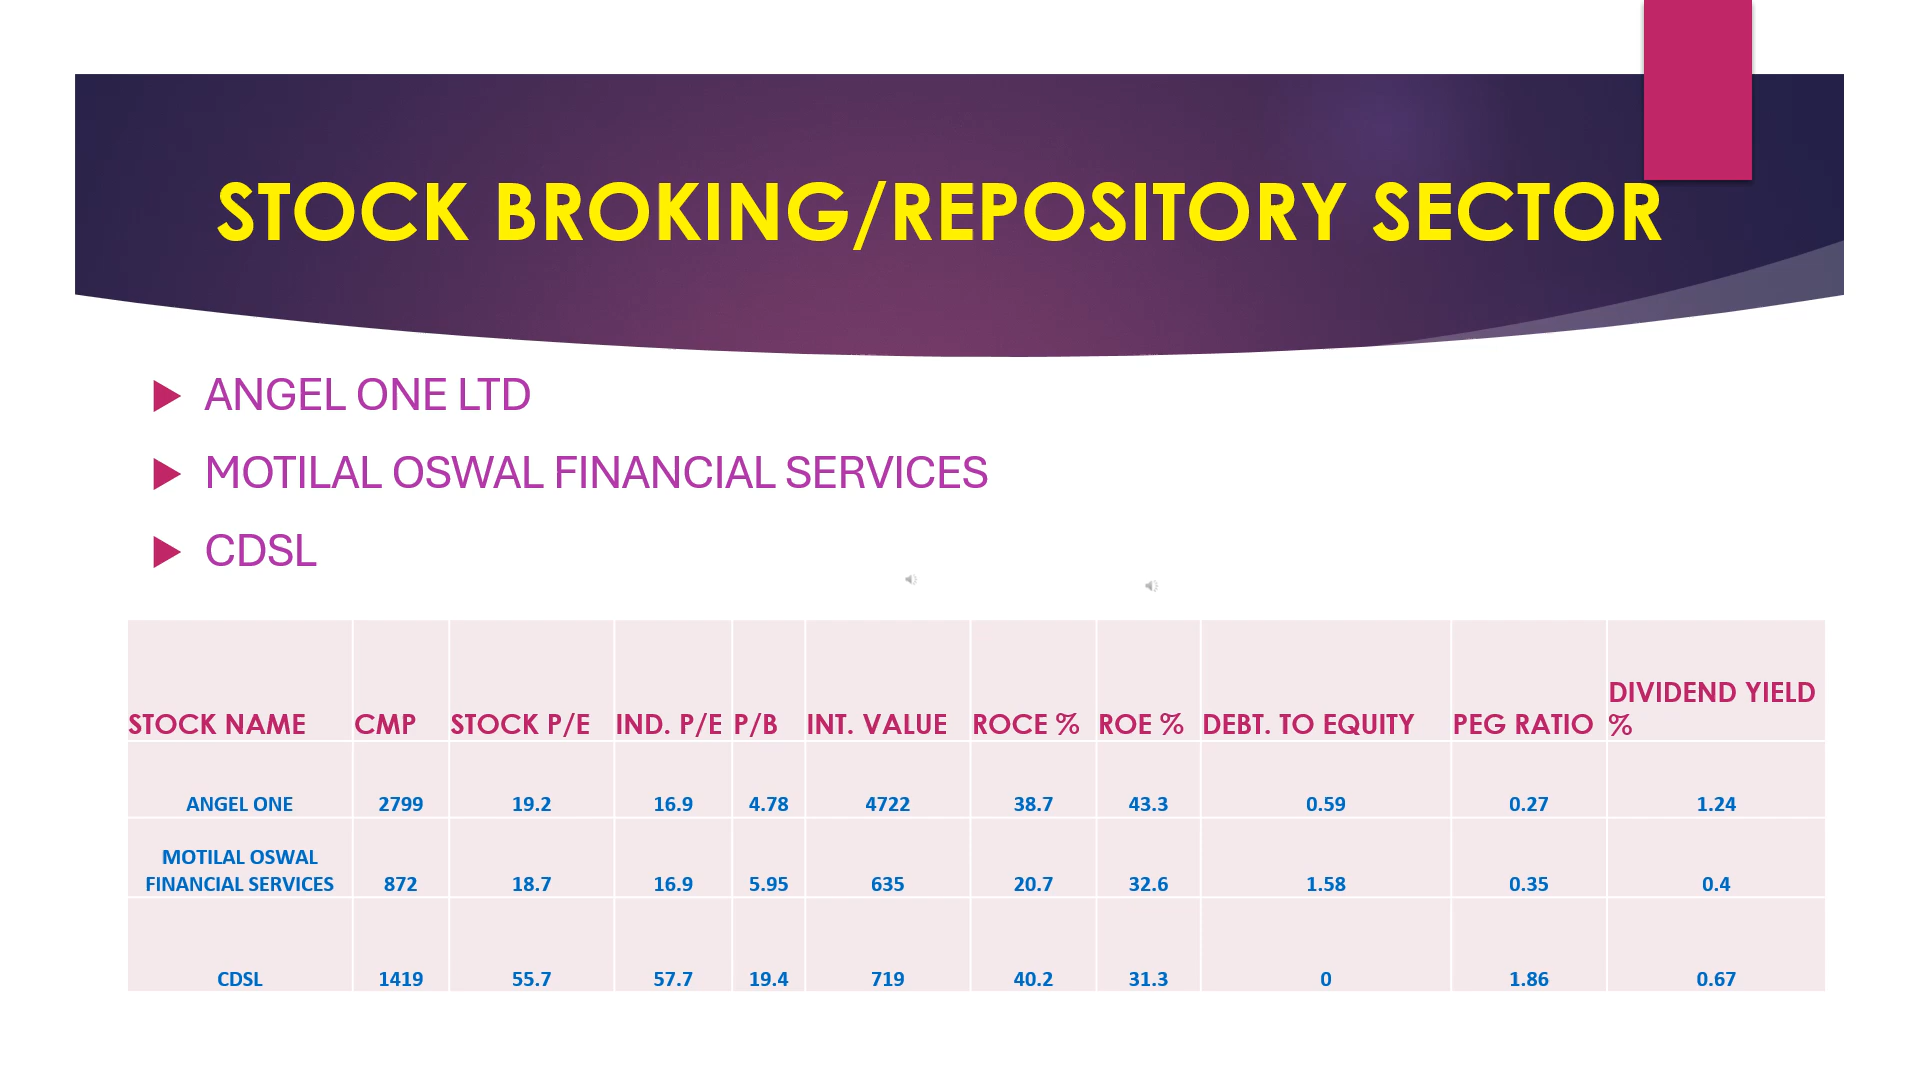 STOCK BROKING/REPOSITORY SECTOR
ANGEL ONE LTD
MOTILAL OSWAL FINANCIAL SERVICES
CDSL
STOCK NAME CMP STOCK P/E IND. P/E P/B INT. VALUE ROCE % ROE % DEBT. TO EQUITY PEG RATIO DIVIDEND YIELD %
ANGEL ONE 2799 19.2 16.9 4.78 4722 38.7 43.3 0.59 0.27 1.24
MOTILAL OSWAL FINANCIAL SERVICES 872 18.7 16.9 5.95 635 20.7 32.6 1.58 0.35 0.4
CDSL 1419 55.7 57.7 19.4 719 40.2 31.3 0 1.86 0.67